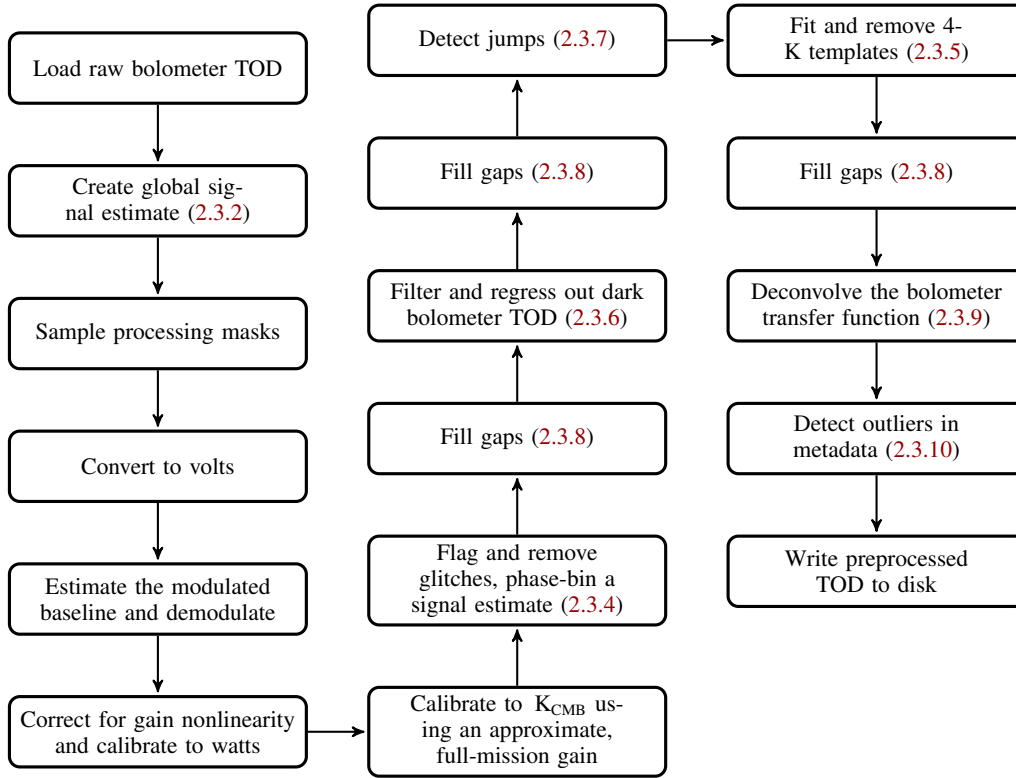 Load raw bolometer TOD
Create global sig-
nal estimate (2.3.2)
Sample processing masks
Convert to volts
Estimate the modulated
baseline and demodulate
Correct for gain nonlinearity
and calibrate to watts
Calibrate to K_CMB us-
ing an approximate,
full-mission gain
Flag and remove
glitches, phase-bin a
signal estimate (2.3.4)
Fill gaps (2.3.8)
Filter and regress out dark
bolometer TOD (2.3.6)
Fill gaps (2.3.8)
Detect jumps (2.3.7)
Fit and remove 4-
K templates (2.3.5)
Fill gaps (2.3.8)
Deconvolve the bolometer
transfer function (2.3.9)
Detect outliers in
metadata (2.3.10)
Write preprocessed
TOD to disk